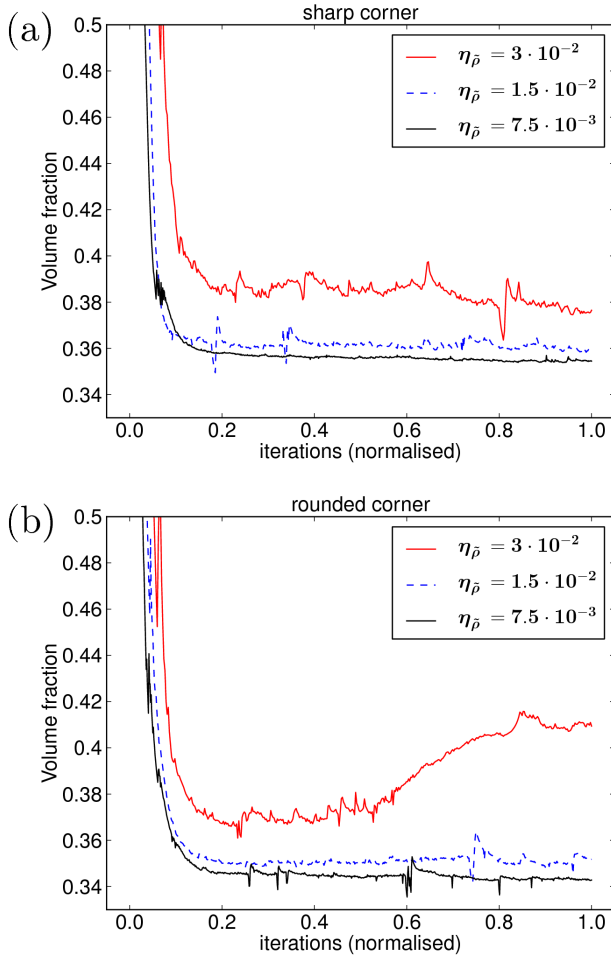 (a)
sharp corner
0.5
0.48
0.46
0.44
0.42
0.4
0.38
0.36
0.34
Volume fraction
η_ρ̃ = 3 · 10⁻²
η_ρ̃ = 1.5 · 10⁻²
η_ρ̃ = 7.5 · 10⁻³
0.0 0.2 0.4 0.6 0.8 1.0
iterations (normalised)
(b)
rounded corner
0.5
0.48
0.46
0.44
0.42
0.4
0.38
0.36
0.34
Volume fraction
η_ρ̃ = 3 · 10⁻²
η_ρ̃ = 1.5 · 10⁻²
η_ρ̃ = 7.5 · 10⁻³
0.0 0.2 0.4 0.6 0.8 1.0
iterations (normalised)